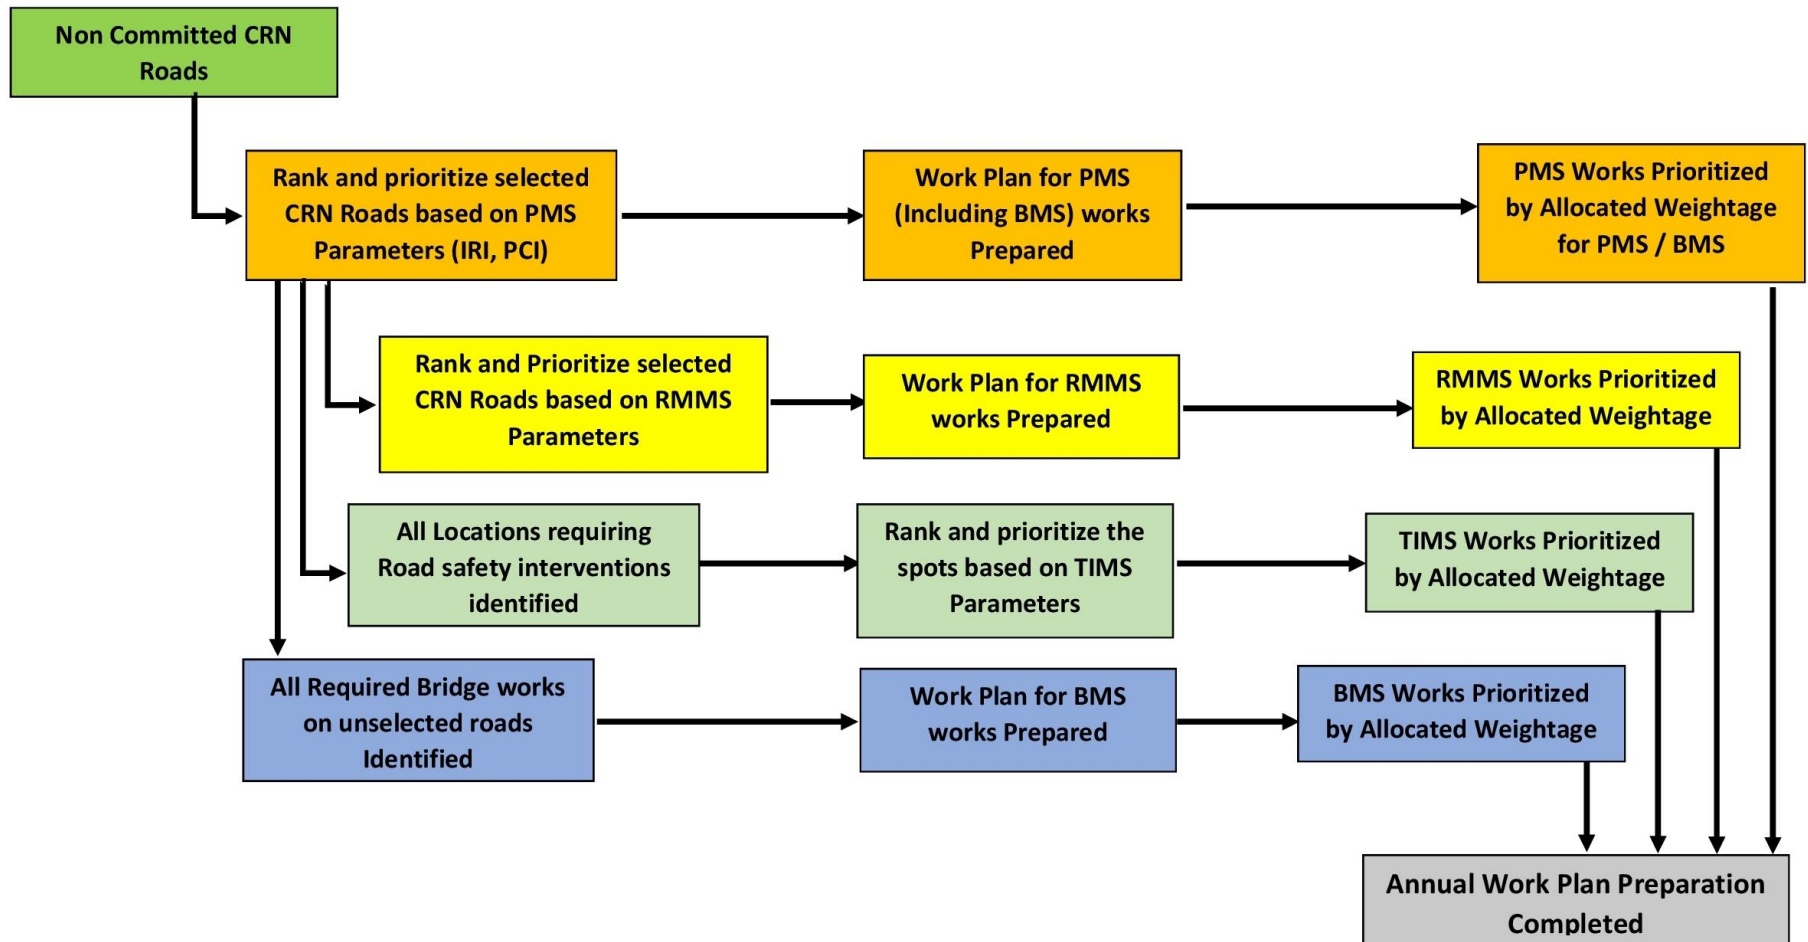 Non Committed CRN
Roads
Rank and prioritize selected
CRN Roads based on PMS
Parameters (IRI, PCI)
Work Plan for PMS
(Including BMS) works
Prepared
PMS Works Prioritized
by Allocated Weightage
for PMS / BMS
Rank and Prioritize selected
CRN Roads based on RMMS
Parameters
Work Plan for RMMS
works Prepared
RMMS Works Prioritized
by Allocated Weightage
All Locations requiring
Road safety interventions
identified
Rank and prioritize the
spots based on TIMS
Parameters
TIMS Works Prioritized
by Allocated Weightage
All Required Bridge works
on unselected roads
Identified
Work Plan for BMS
works Prepared
BMS Works Prioritized
by Allocated Weightage
Annual Work Plan Preparation
Completed